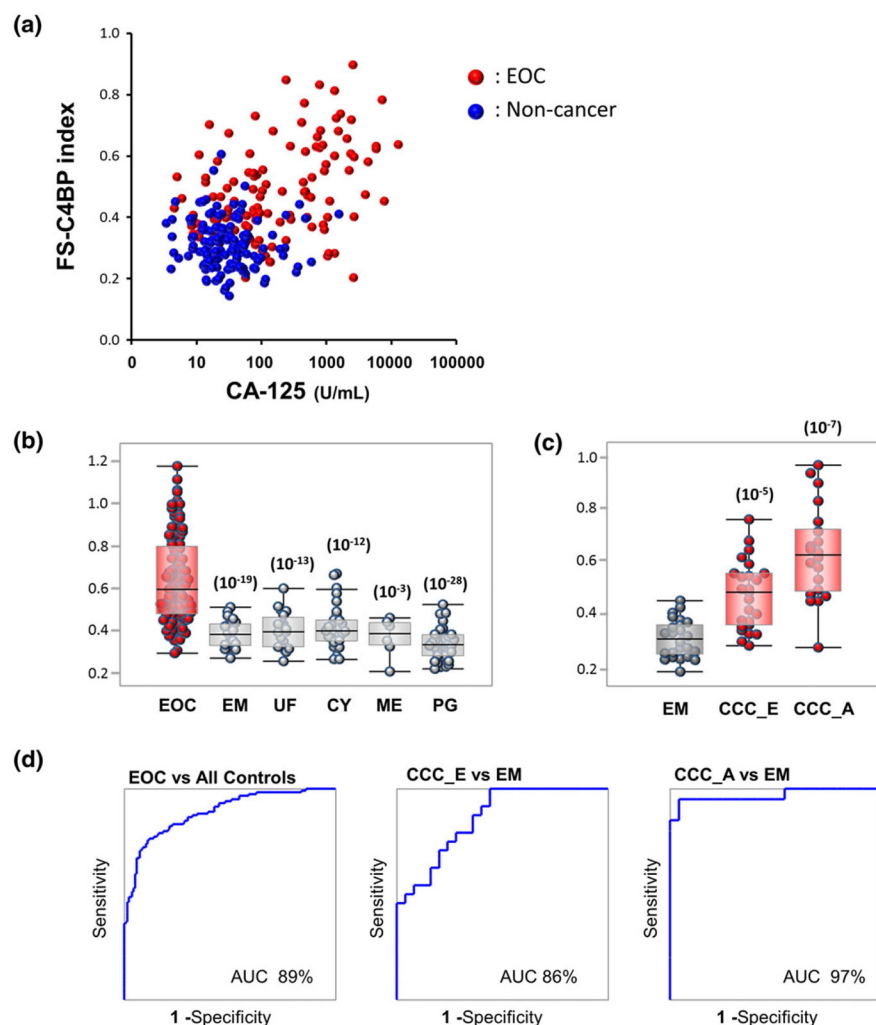 (a)
1.0
0.8
0.6
0.4
0.2
0.0
FS-C4BP index
0 10 100 1000 10000 100000
CA-125 (U/mL)
: EOC
: Non-cancer
(b)
1.2
1.0
0.8
0.6
0.4
0.2
(10-19) (10-13) (10-12) (10-3) (10-28)
EOC EM UF CY ME PG
(c)
1.0
0.8
0.6
0.4
0.2
(10-5) (10-7)
EM CCC_E CCC_A
(d)
EOC vs All Controls
Sensitivity
AUC 89%
1 -Specificity
CCC_E vs EM
Sensitivity
AUC 86%
1 -Specificity
CCC_A vs EM
Sensitivity
AUC 97%
1 -Specificity